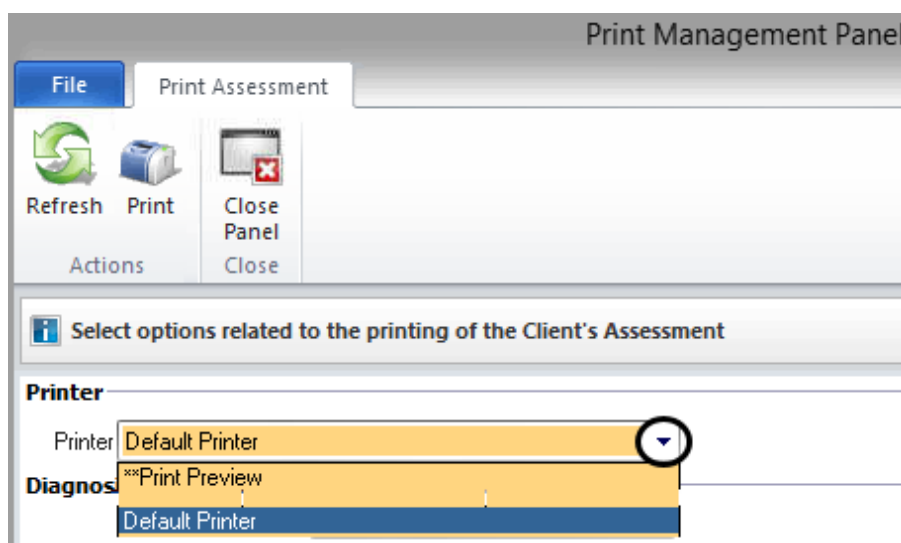 Print Management Panel
File Print Assessment
Refresh Print Close Panel
Actions Close
Select options related to the printing of the Client's Assessment
Printer
Printer Default Printer
**Print Preview
Diagnos
Default Printer